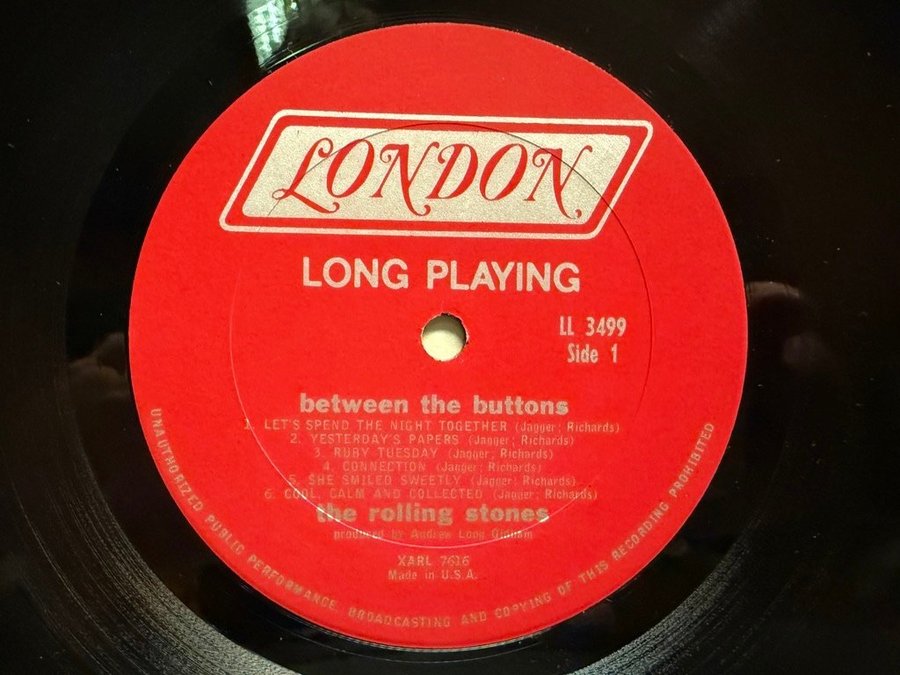 LONDON
LONG PLAYING
LL 3499
Side 1
between the buttons
1. LET'S SPEND THE NIGHT TOGETHER (Jagger; Richards)
2. YESTERDAY'S PAPERS (Jagger; Richards)
3. RUBY TUESDAY (Jagger; Richards)
4. CONNECTION (Jagger; Richards)
5. SHE SMILED SWEETLY (Jagger; Richards)
6. COOL, CALM AND COLLECTED (Jagger; Richards)
the rolling stones
produced by Andrew Loog Oldham
XARL 7616
Made in U.S.A.
UNAUTHORIZED PUBLIC PERFORMANCE, BROADCASTING AND COPYING OF THIS RECORDING PROHIBITED